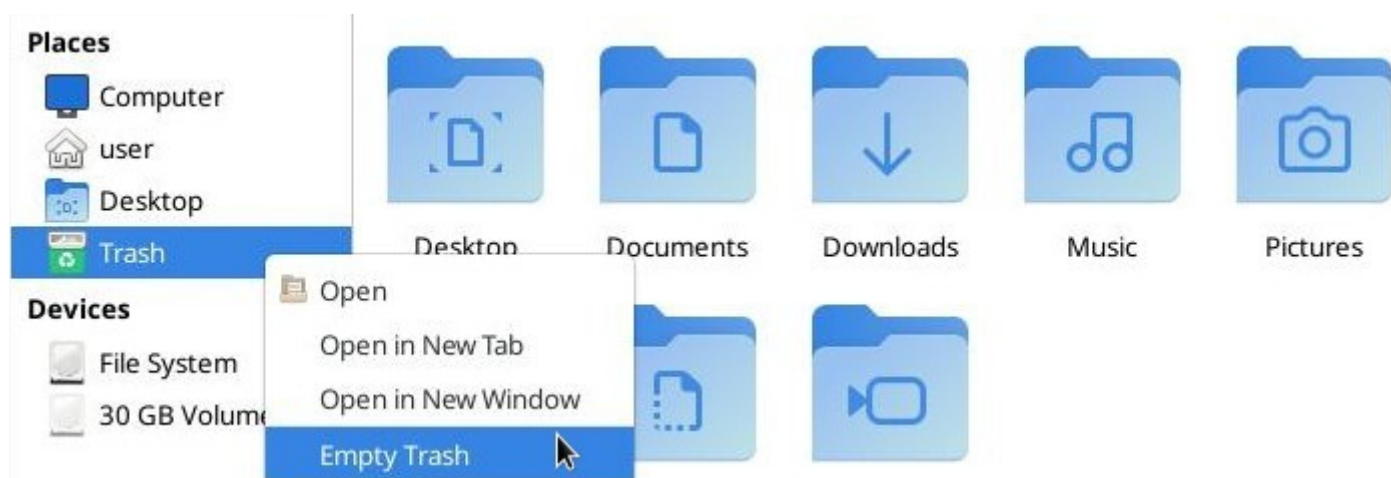 Places
Computer
user
Desktop
Trash
Devices
File System
30 GB Volume
Desktop
Documents
Downloads
Music
Pictures
Open
Open in New Tab
Open in New Window
Empty Trash